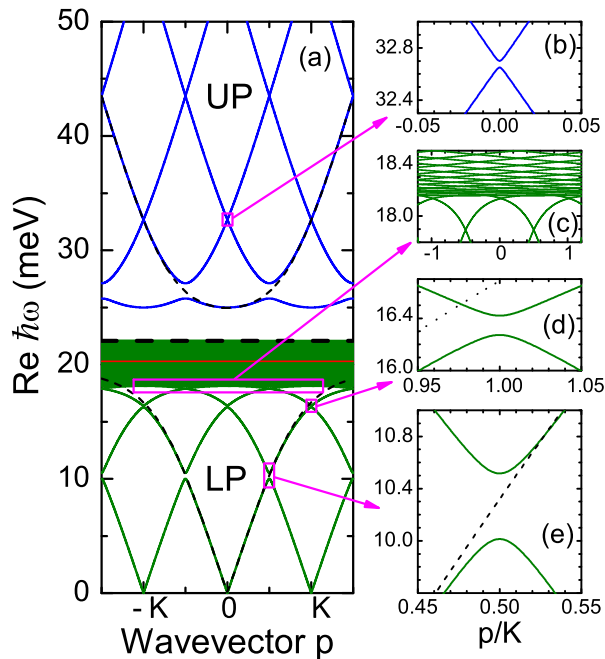 50
40
30
20
10
0
Re ħω (meV)
(a)
UP
LP
- K
0
K
Wavevector p
32.8
32.4
(b)
-0.05
0.00
0.05
18.4
18.0
(c)
-1
0
1
16.4
16.0
(d)
0.95
1.00
1.05
10.8
10.4
10.0
(e)
0.45
0.50
0.55
p/K